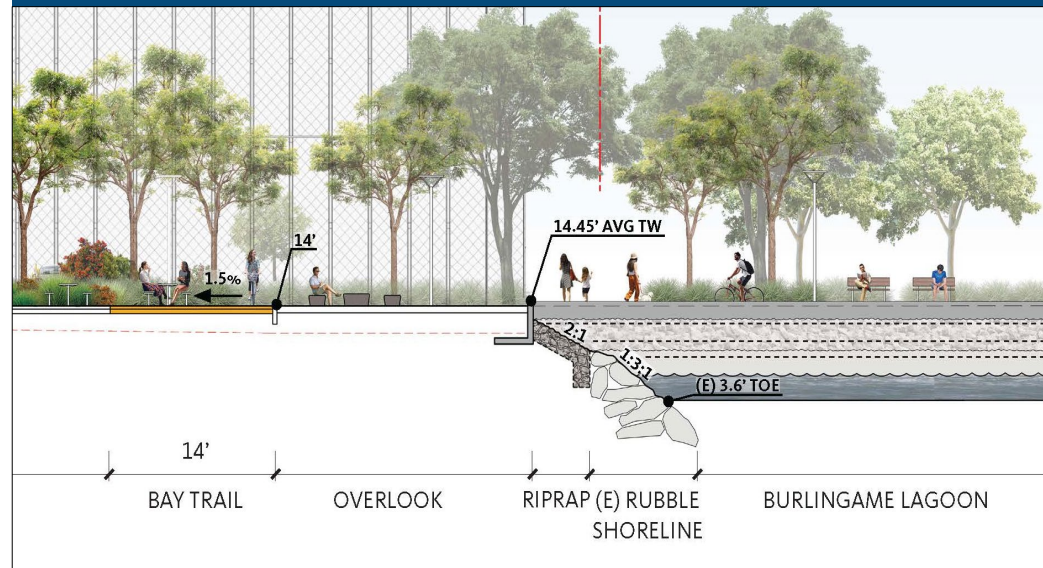 14.45' AVG TW
14'
1.5%
2:1
1:3:1
(E) 3.6' TOE
14'
BAY TRAIL
OVERLOOK
RIPRAP
(E) RUBBLE
SHORELINE
BURLINGAME LAGOON